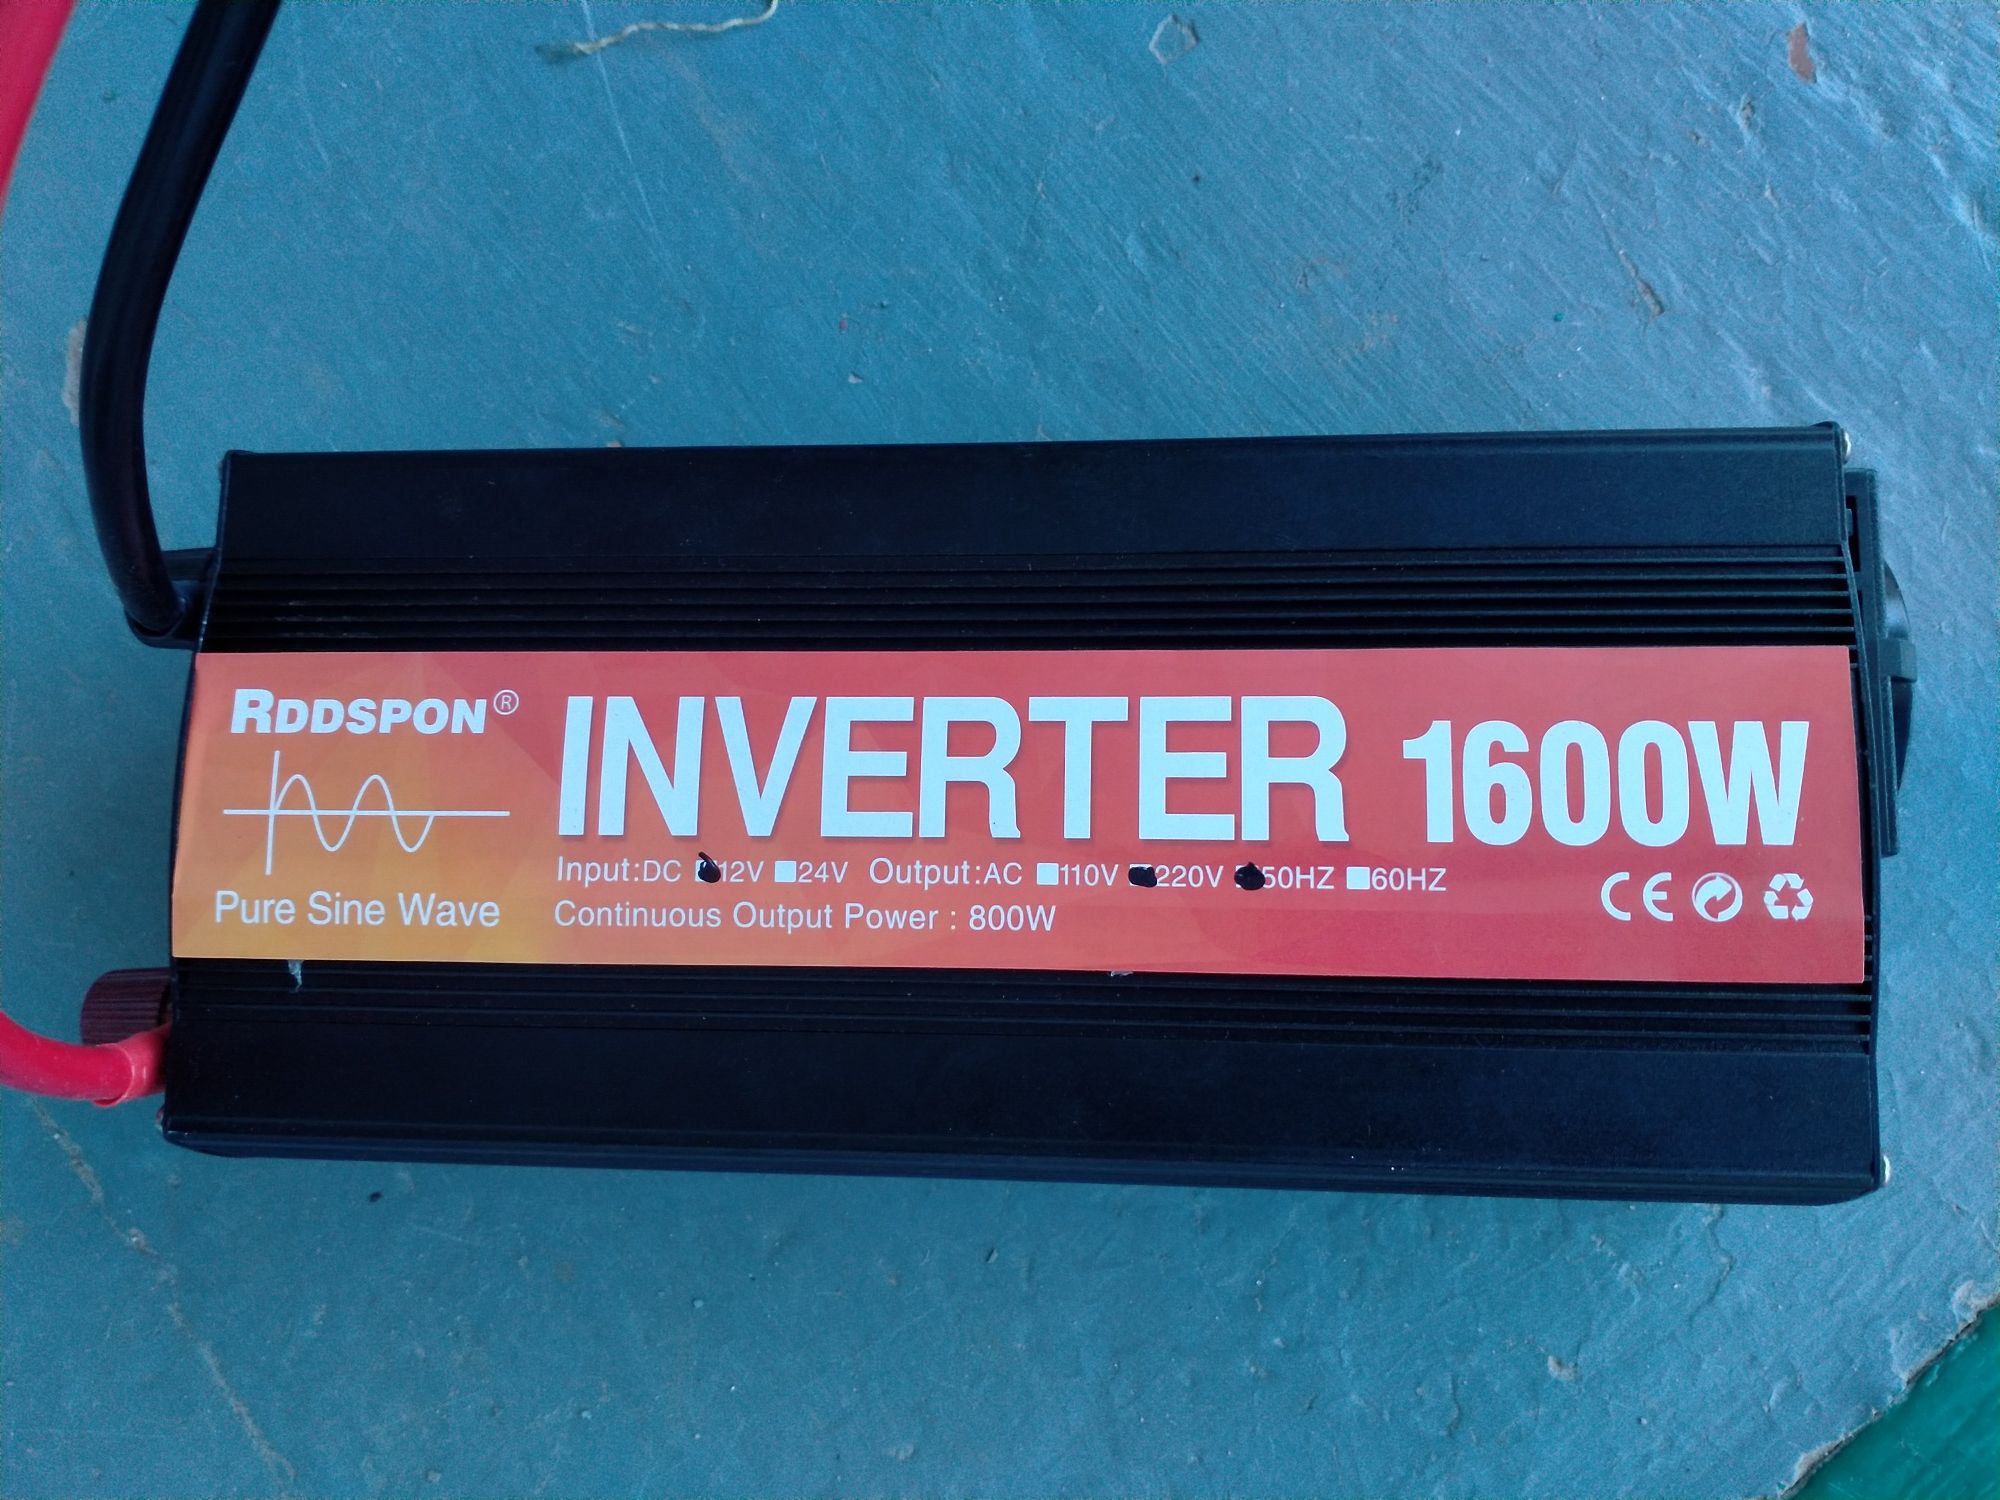 RDDSPON®
INVERTER 1600W
Input:DC 12V 24V Output:AC 110V 220V 50HZ 60HZ
Pure Sine Wave
Continuous Output Power : 800W
CE